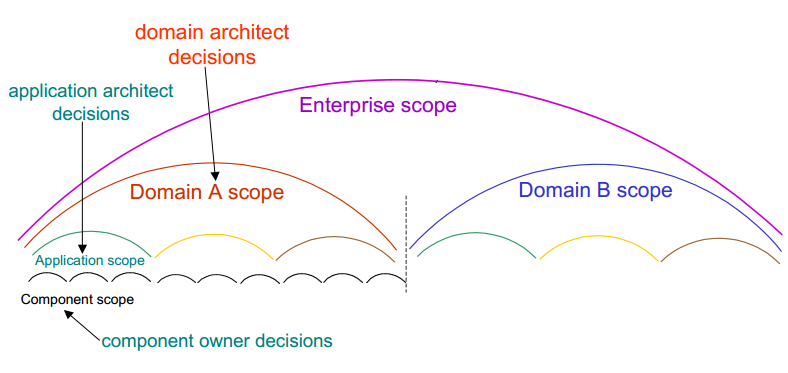 domain architect
decisions
application architect
decisions
Enterprise scope
Domain A scope
Domain B scope
Application scope
Component scope
component owner decisions